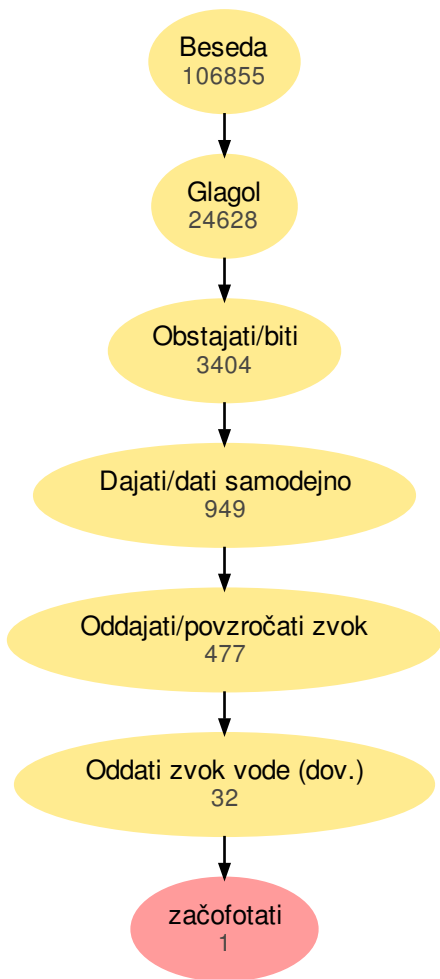 Beseda
106855
Glagol
24628
Obstajati/biti
3404
Dajati/dati samodejno
949
Oddajati/povzročati zvok
477
Oddati zvok vode (dov.)
32
začofotati
1